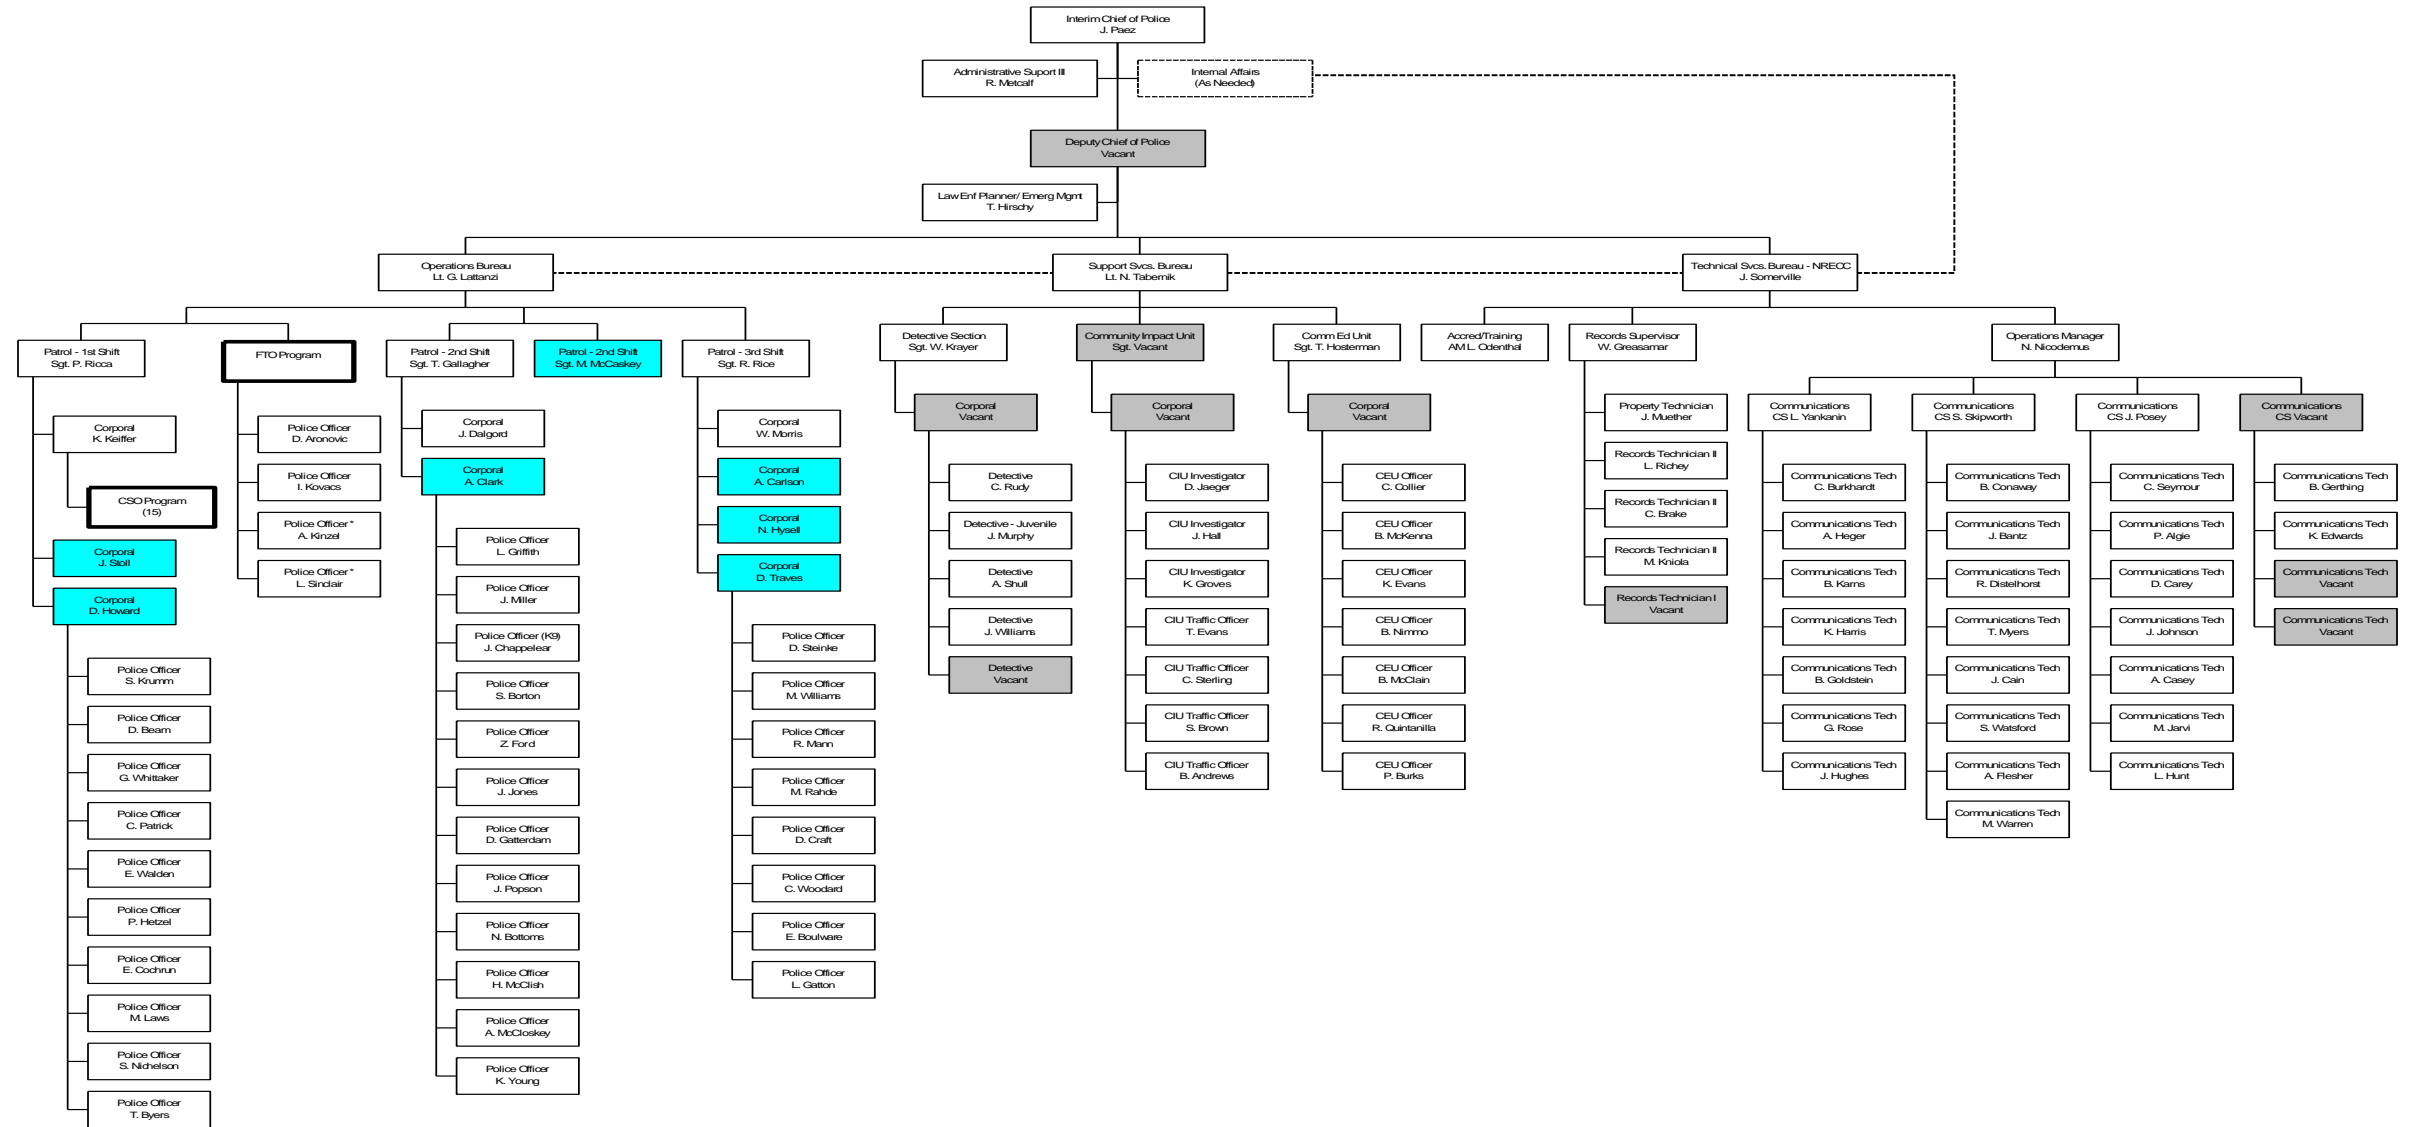 Interim Chief of Police
J. Paez
Administrative Suport III
R. Metcalf
Internal Affairs
(As Needed)
Deputy Chief of Police
Vacant
Law Enf Planner/ Emerg Mgmt
T. Hirschy
Operations Bureau
Lt. G. Lattanzi
Support Svcs. Bureau
Lt. N. Tabernik
Technical Svcs. Bureau - NRECC
J. Somerville
Patrol - 1st Shift
Sgt. P. Ricca
FTO Program
Patrol - 2nd Shift
Sgt. T. Gallagher
Patrol - 2nd Shift
Sgt. M. McCaskey
Patrol - 3rd Shift
Sgt. R. Rice
Detective Section
Sgt. W. Krayer
Community Impact Unit
Sgt. Vacant
Comm Ed Unit
Sgt. T. Hosterman
Accred/Training
AM L. Odenthal
Records Supervisor
W. Greasamar
Operations Manager
N. Nicodemus
Corporal
K. Keiffer
CSO Program
(15)
Corporal
J. Stoll
Corporal
D. Howard
Police Officer
S. Krumm
Police Officer
D. Beam
Police Officer
G. Whittaker
Police Officer
C. Patrick
Police Officer
E. Walden
Police Officer
P. Hetzel
Police Officer
E. Cochrun
Police Officer
M. Laws
Police Officer
S. Nichelson
Police Officer
T. Byers
Police Officer
D. Aronovic
Police Officer
I. Kovacs
Police Officer *
A. Kinzel
Police Officer *
L. Sinclair
Corporal
J. Dalgord
Corporal
A. Clark
Police Officer
L. Griffith
Police Officer
J. Miller
Police Officer (K9)
J. Chappelear
Police Officer
S. Borton
Police Officer
Z. Ford
Police Officer
J. Jones
Police Officer
D. Gatterdam
Police Officer
J. Popson
Police Officer
N. Bottoms
Police Officer
H. McClish
Police Officer
A. McCloskey
Police Officer
K. Young
Corporal
W. Morris
Corporal
A. Carlson
Corporal
N. Hysell
Corporal
D. Traves
Police Officer
D. Steinke
Police Officer
M. Williams
Police Officer
R. Mann
Police Officer
M. Rahde
Police Officer
D. Craft
Police Officer
C. Woodard
Police Officer
E. Boulware
Police Officer
L. Gatton
Corporal
Vacant
Detective
C. Rudy
Detective - Juvenile
J. Murphy
Detective
A. Shull
Detective
J. Williams
Detective
Vacant
Corporal
Vacant
CIU Investigator
D. Jaeger
CIU Investigator
J. Hall
CIU Investigator
K. Groves
CIU Traffic Officer
T. Evans
CIU Traffic Officer
C. Sterling
CIU Traffic Officer
S. Brown
CIU Traffic Officer
B. Andrews
Corporal
Vacant
CEU Officer
C. Collier
CEU Officer
B. McKenna
CEU Officer
K. Evans
CEU Officer
B. Nimmo
CEU Officer
B. McClain
CEU Officer
R. Quintanilla
CEU Officer
P. Burks
Property Technician
J. Muether
Records Technician II
L. Richey
Records Technician II
C. Brake
Records Technician II
M. Kniola
Records Technician I
Vacant
Communications
CS L. Yankanin
Communications Tech
C. Burkhardt
Communications Tech
A. Heger
Communications Tech
B. Karns
Communications Tech
K. Harris
Communications Tech
B. Goldstein
Communications Tech
G. Rose
Communications Tech
J. Hughes
Communications
CS S. Skipworth
Communications Tech
B. Conaway
Communications Tech
J. Bantz
Communications Tech
R. Distelhorst
Communications Tech
T. Myers
Communications Tech
J. Cain
Communications Tech
S. Watsford
Communications Tech
A. Flesher
Communications Tech
M. Warren
Communications
CS J. Posey
Communications Tech
C. Seymour
Communications Tech
P. Algie
Communications Tech
D. Carey
Communications Tech
J. Johnson
Communications Tech
A. Casey
Communications Tech
M. Jarvi
Communications Tech
L. Hunt
Communications
CS Vacant
Communications Tech
B. Gerthing
Communications Tech
K. Edwards
Communications Tech
Vacant
Communications Tech
Vacant